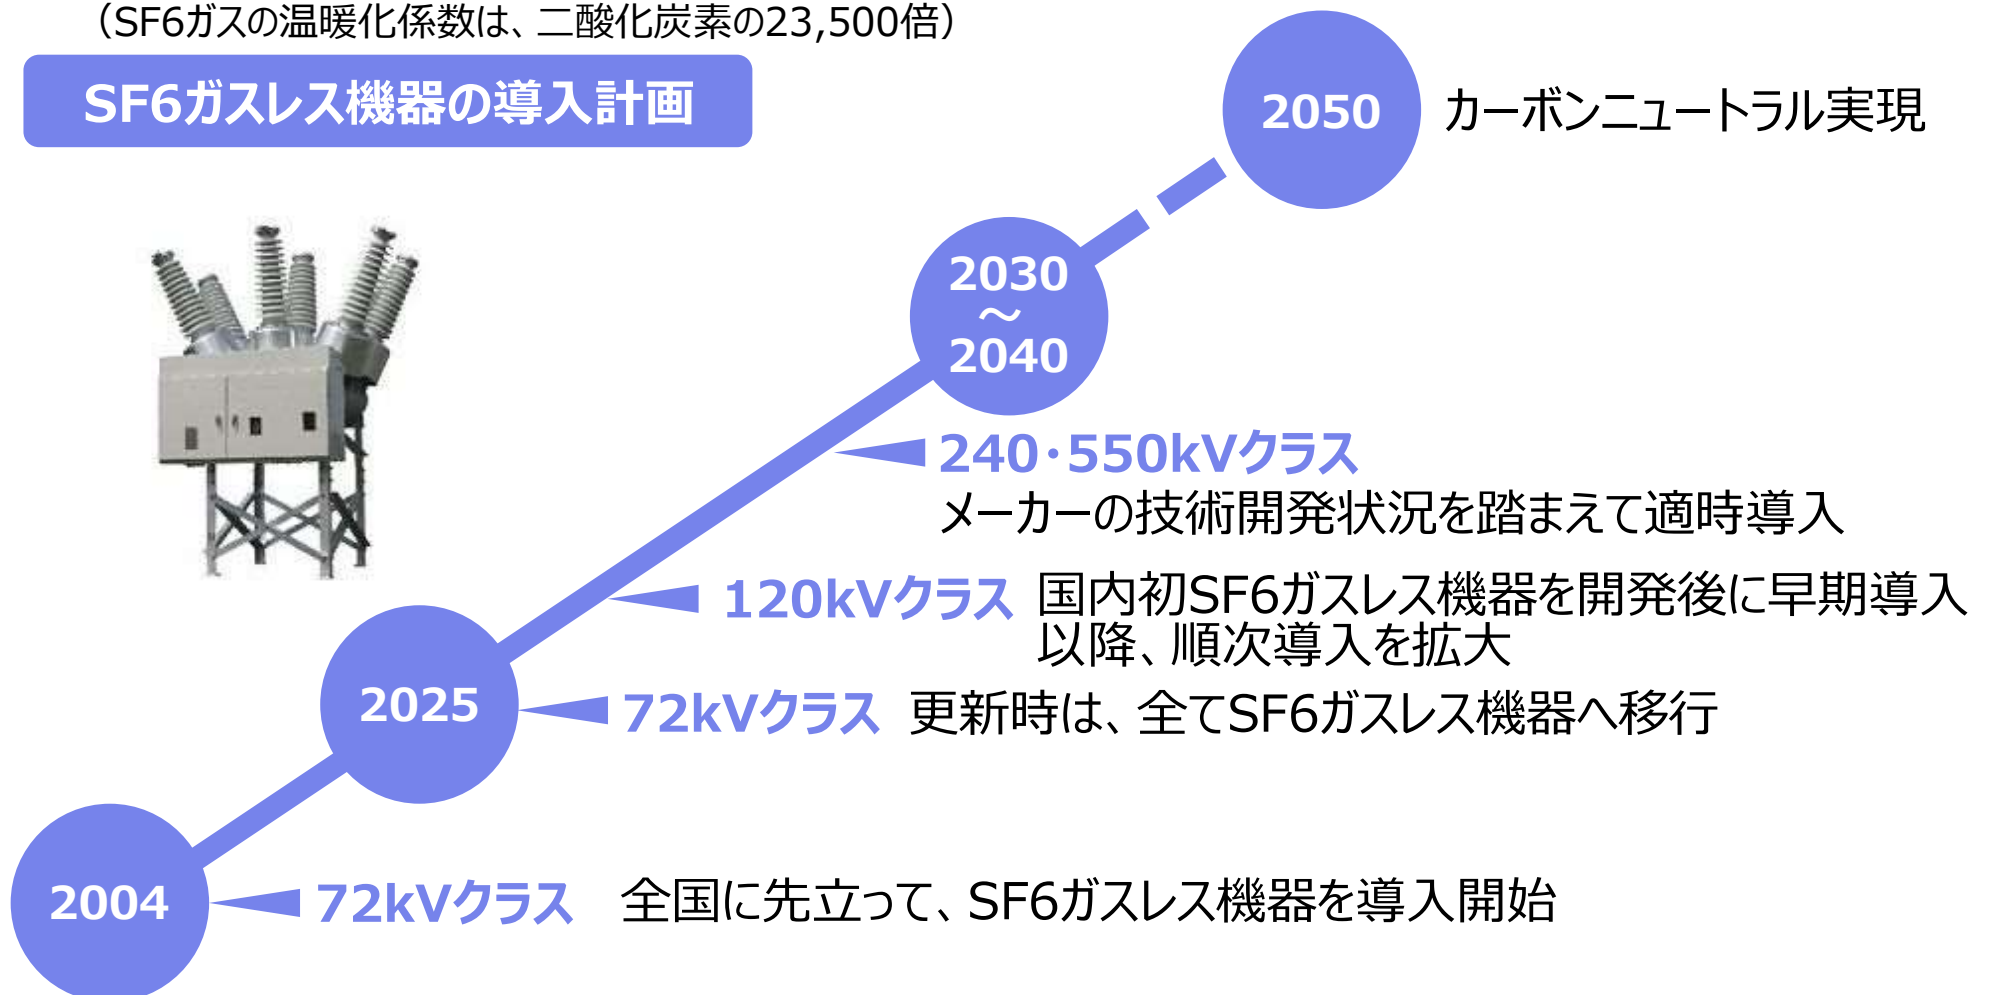 （SF6ガスの温暖化係数は、二酸化炭素の23,500倍）
SF6ガスレス機器の導入計画
2050
カーボンニュートラル実現
2030
～
2040
240・550kVクラス
メーカーの技術開発状況を踏まえて適時導入
120kVクラス
国内初SF6ガスレス機器を開発後に早期導入
以降、順次導入を拡大
2025
72kVクラス
更新時は、全てSF6ガスレス機器へ移行
2004
72kVクラス
全国に先立って、SF6ガスレス機器を導入開始